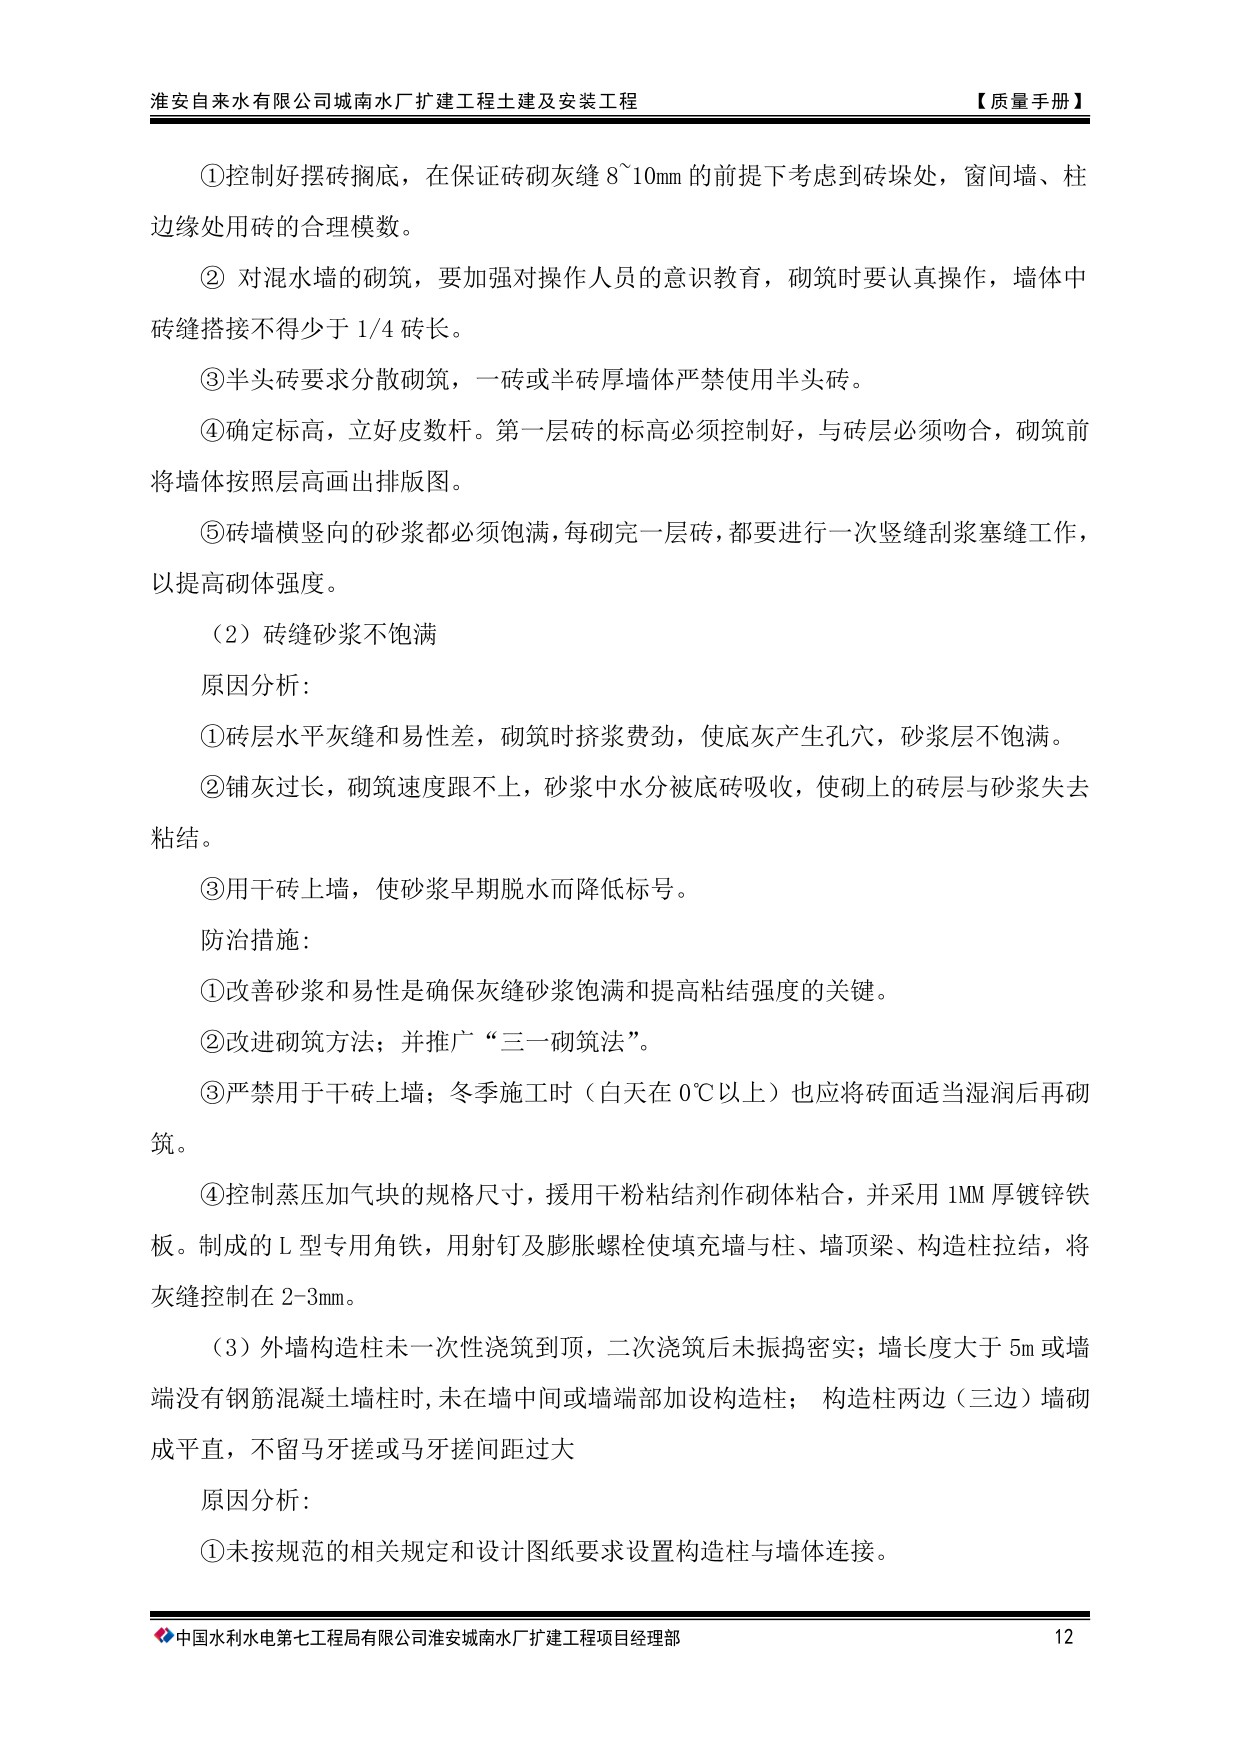 淮安自来水有限公司城南水厂扩建工程土建及安装工程 【质量手册】
①控制好摆砖搁底，在保证砖砌灰缝 8~10mm 的前提下考虑到砖垛处，窗间墙、柱
边缘处用砖的合理模数。
② 对混水墙的砌筑，要加强对操作人员的意识教育，砌筑时要认真操作，墙体中
砖缝搭接不得少于 1/4 砖长。
③半头砖要求分散砌筑，一砖或半砖厚墙体严禁使用半头砖。
④确定标高，立好皮数杆。第一层砖的标高必须控制好，与砖层必须吻合，砌筑前
将墙体按照层高画出排版图。
⑤砖墙横竖向的砂浆都必须饱满，每砌完一层砖，都要进行一次竖缝刮浆塞缝工作，
以提高砌体强度。
（2）砖缝砂浆不饱满
原因分析:
①砖层水平灰缝和易性差，砌筑时挤浆费劲，使底灰产生孔穴，砂浆层不饱满。
②铺灰过长，砌筑速度跟不上，砂浆中水分被底砖吸收，使砌上的砖层与砂浆失去
粘结。
③用干砖上墙，使砂浆早期脱水而降低标号。
防治措施:
①改善砂浆和易性是确保灰缝砂浆饱满和提高粘结强度的关键。
②改进砌筑方法；并推广“三一砌筑法”。
③严禁用于干砖上墙；冬季施工时（白天在 0℃以上）也应将砖面适当湿润后再砌
筑。
④控制蒸压加气块的规格尺寸，援用干粉粘结剂作砌体粘合，并采用 1MM 厚镀锌铁
板。制成的 L 型专用角铁，用射钉及膨胀螺栓使填充墙与柱、墙顶梁、构造柱拉结，将
灰缝控制在 2-3mm。
（3）外墙构造柱未一次性浇筑到顶，二次浇筑后未振捣密实；墙长度大于 5m 或墙
端没有钢筋混凝土墙柱时,未在墙中间或墙端部加设构造柱； 构造柱两边（三边）墙砌
成平直，不留马牙搓或马牙搓间距过大
原因分析:
①未按规范的相关规定和设计图纸要求设置构造柱与墙体连接。
中国水利水电第七工程局有限公司淮安城南水厂扩建工程项目经理部 12